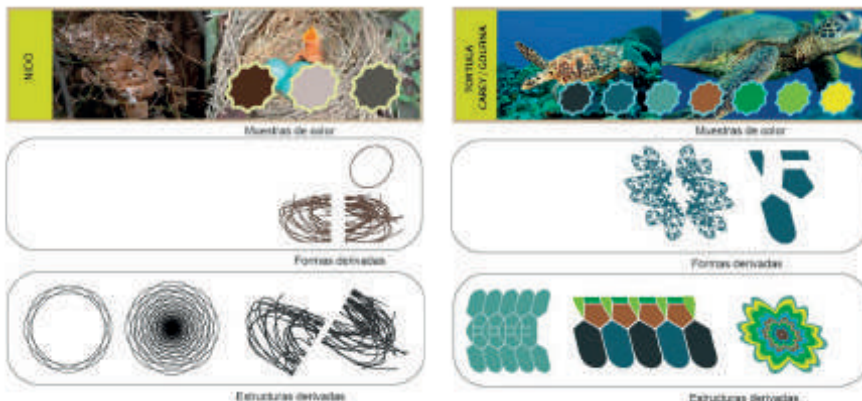 NIDO
Muestras de color
Formas derivadas
Estructuras derivadas
TORTUGA
CAREY / GOLFINA
Muestras de color
Formas derivadas
Estructuras derivadas